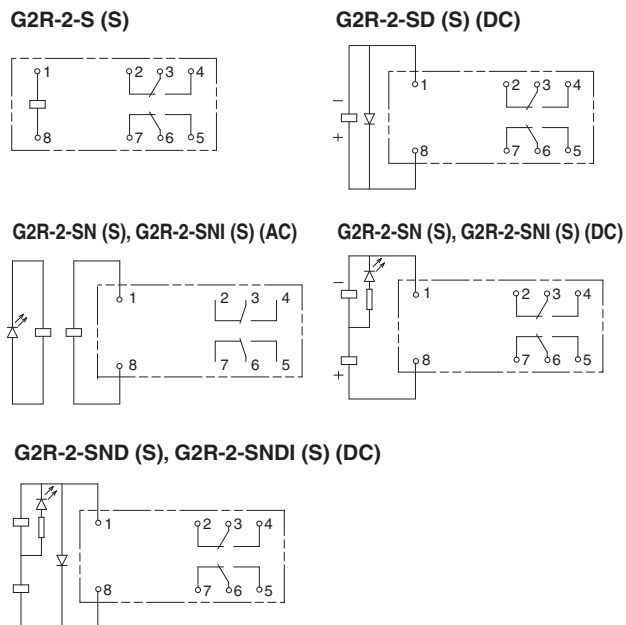 G2R-2-S (S)
1 2 3 4
8 7 6 5
G2R-2-SD (S) (DC)
−
+
1 2 3 4
8 7 6 5
G2R-2-SN (S), G2R-2-SNI (S) (AC)
1 2 3 4
8 7 6 5
G2R-2-SN (S), G2R-2-SNI (S) (DC)
−
+
1 2 3 4
8 7 6 5
G2R-2-SND (S), G2R-2-SNDI (S) (DC)
1 2 3 4
8 7 6 5